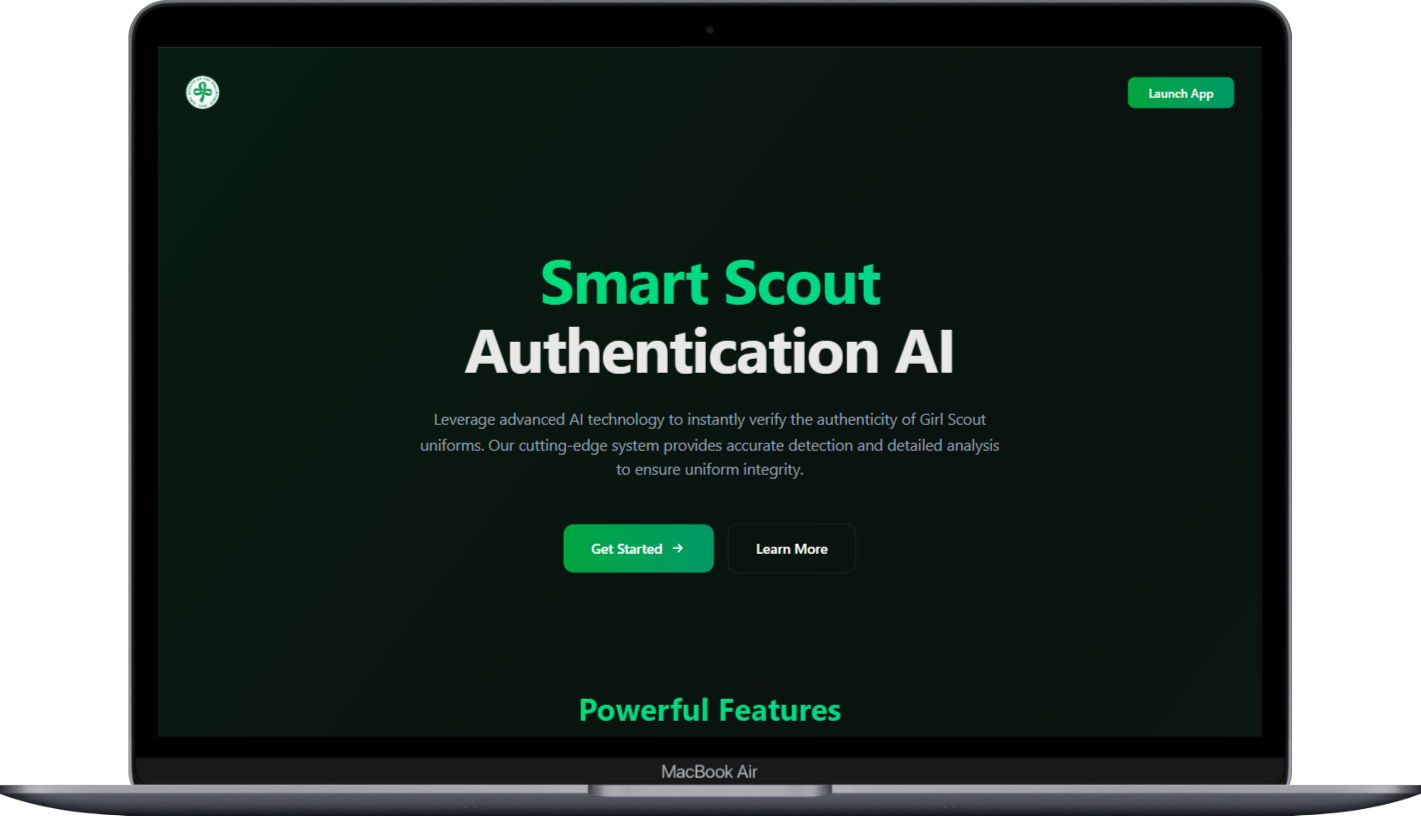 Launch App
Smart Scout
Authentication AI
Leverage advanced AI technology to instantly verify the authenticity of Girl Scout
uniforms. Our cutting-edge system provides accurate detection and detailed analysis
to ensure uniform integrity.
Get Started →
Learn More
Powerful Features
MacBook Air